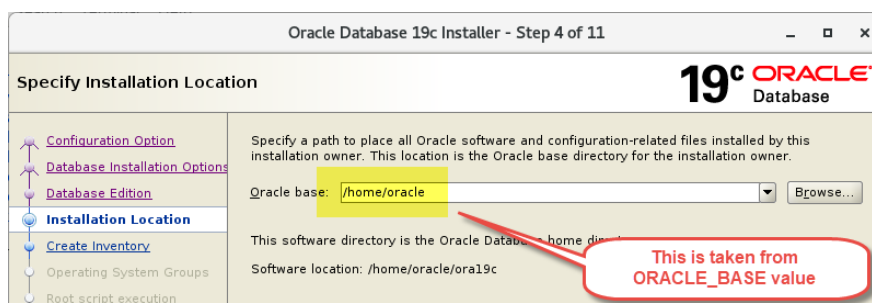 Oracle Database 19c Installer - Step 4 of 11
Specify Installation Location
19c ORACLE
Database
Configuration Option
Database Installation Options
Database Edition
Installation Location
Create Inventory
Operating System Groups
Root script execution
Specify a path to place all Oracle software and configuration-related files installed by this
installation owner. This location is the Oracle base directory for the installation owner.
Oracle base: /home/oracle Browse...
This software directory is the Oracle Database home
Software location: /home/oracle/ora19c
This is taken from
ORACLE_BASE value